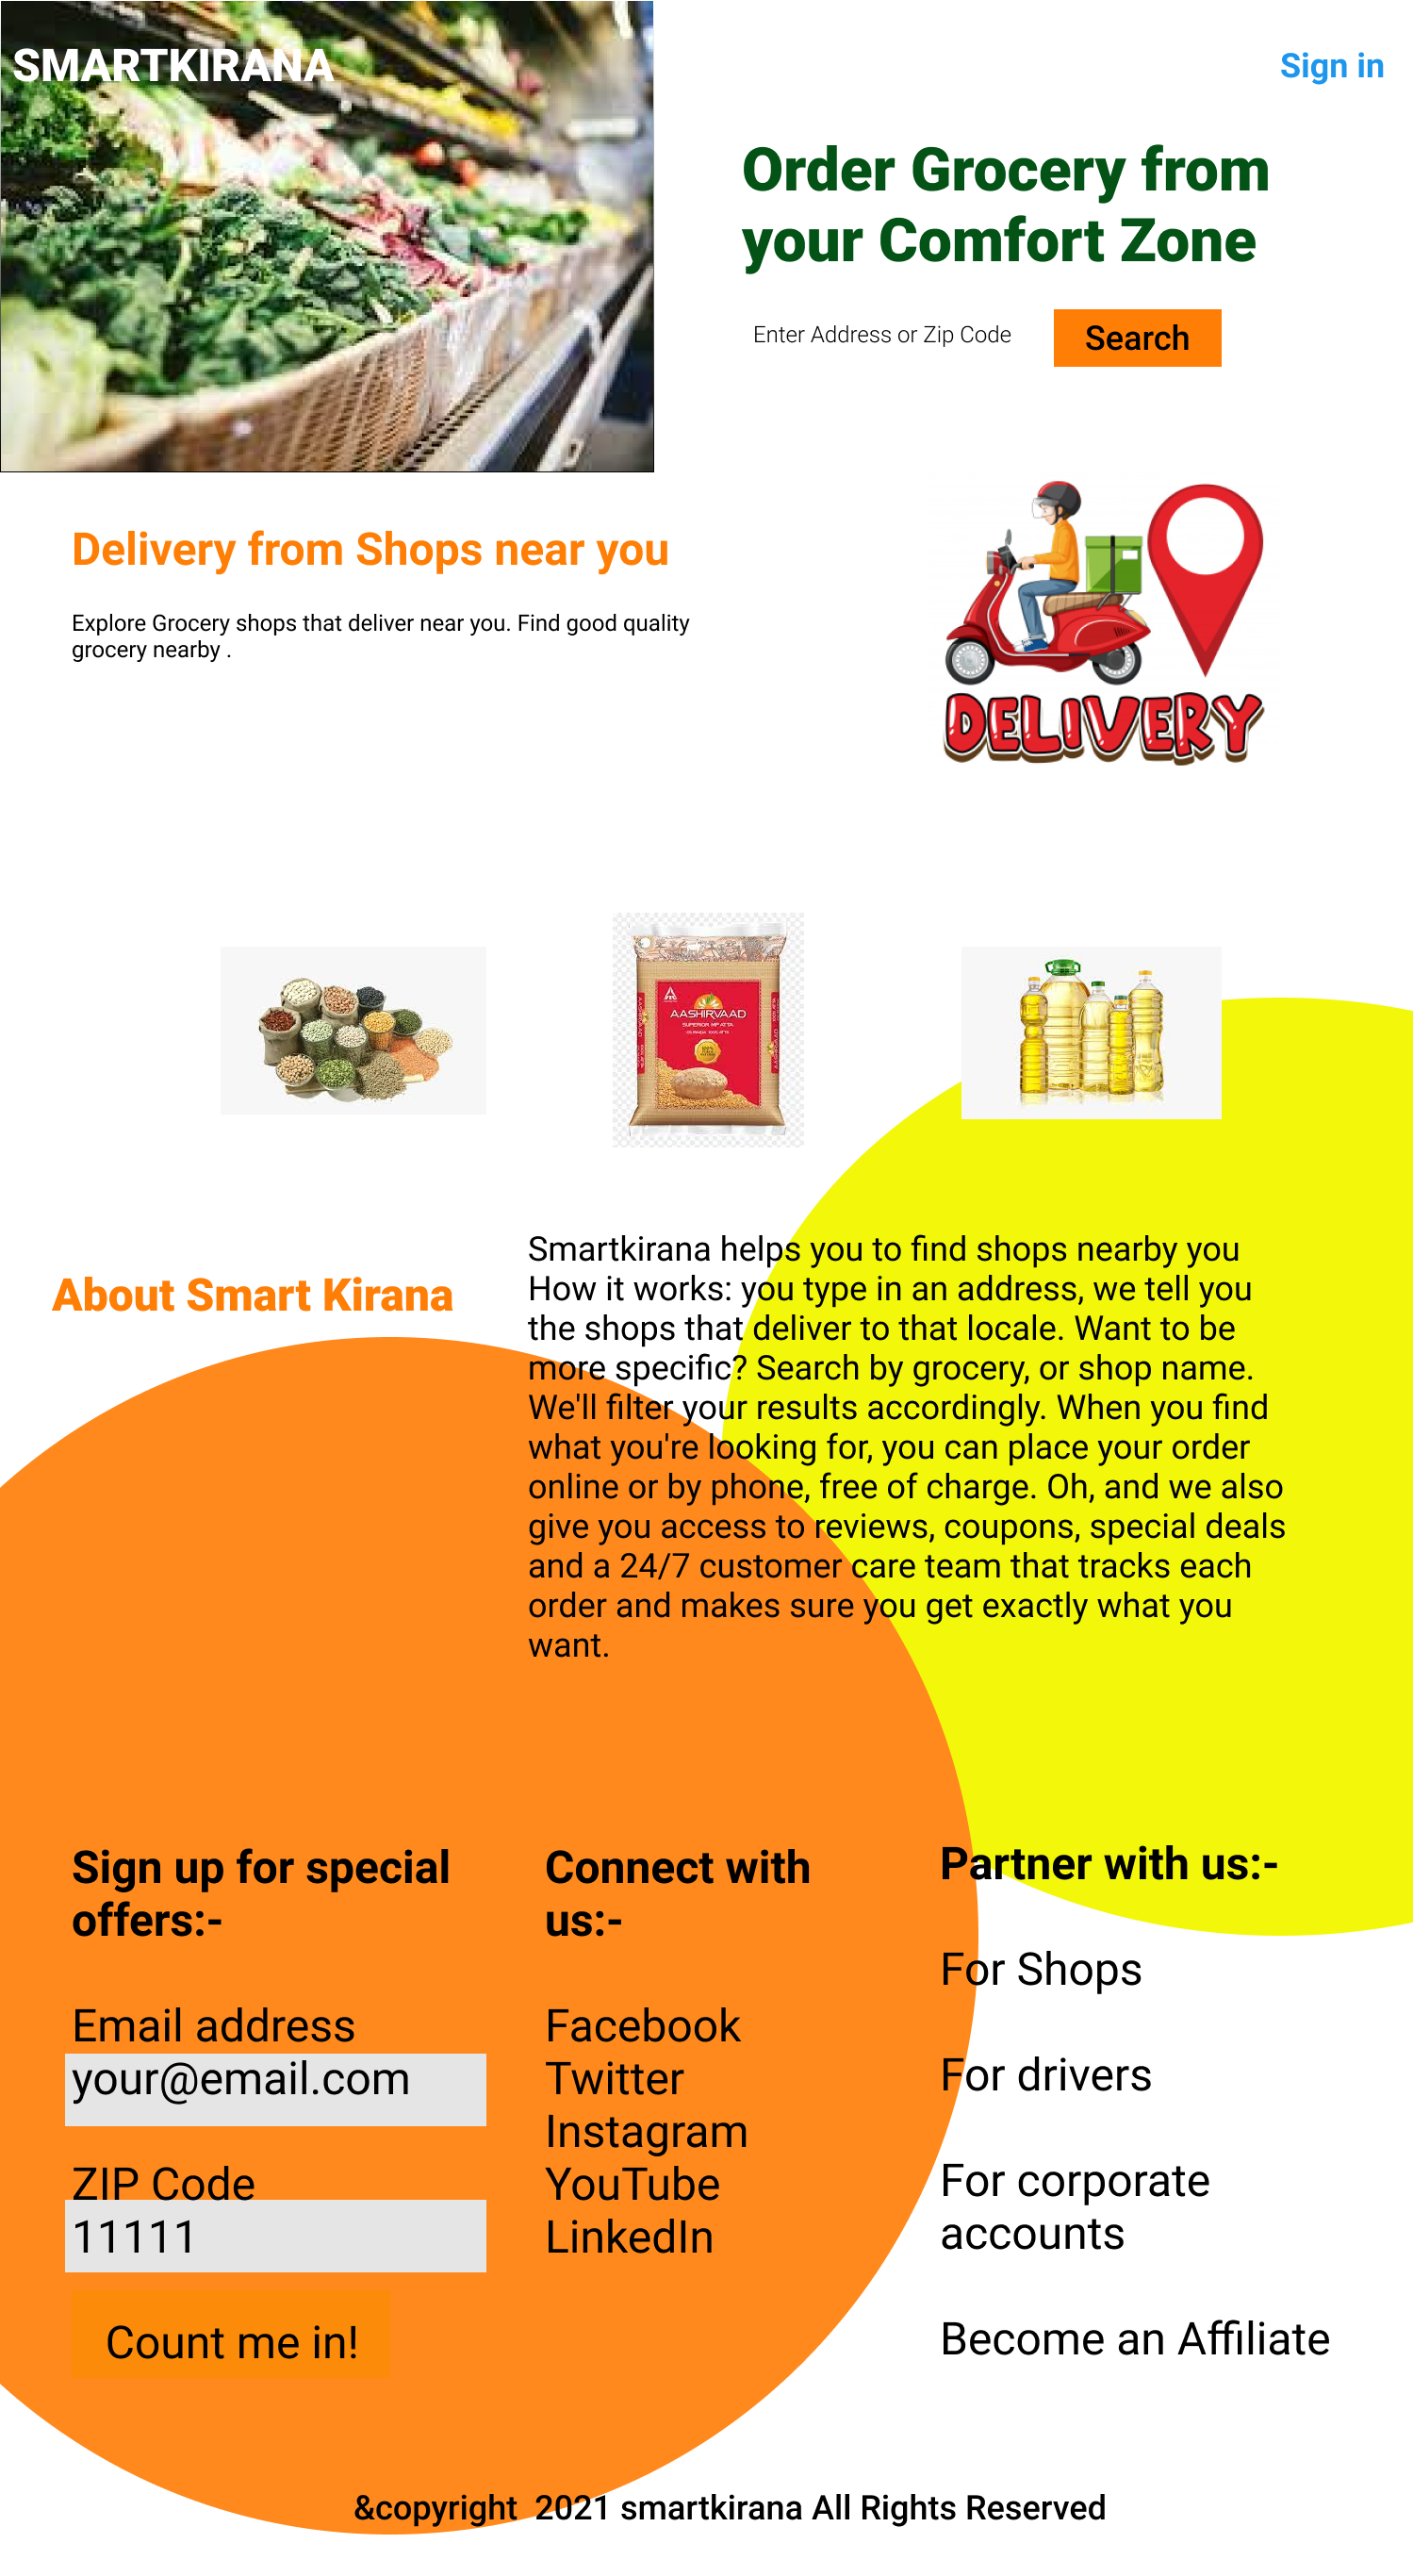 SMARTKIRANA
Sign in
Order Grocery from
your Comfort Zone
Enter Address or Zip Code
Search
Delivery from Shops near you
Explore Grocery shops that deliver near you. Find good quality
grocery nearby .
DELIVERY
AASHIRVAAD
SUPERIOR MP ATTA
About Smart Kirana
Smartkirana helps you to find shops nearby you
How it works: you type in an address, we tell you
the shops that deliver to that locale. Want to be
more specific? Search by grocery, or shop name.
We'll filter your results accordingly. When you find
what you're looking for, you can place your order
online or by phone, free of charge. Oh, and we also
give you access to reviews, coupons, special deals
and a 24/7 customer care team that tracks each
order and makes sure you get exactly what you
want.
Sign up for special
offers:-
Email address
your@email.com
ZIP Code
11111
Count me in!
Connect with
us:-
Facebook
Twitter
Instagram
YouTube
LinkedIn
Partner with us:-
For Shops
For drivers
For corporate
accounts
Become an Affiliate
&copyright  2021 smartkirana All Rights Reserved